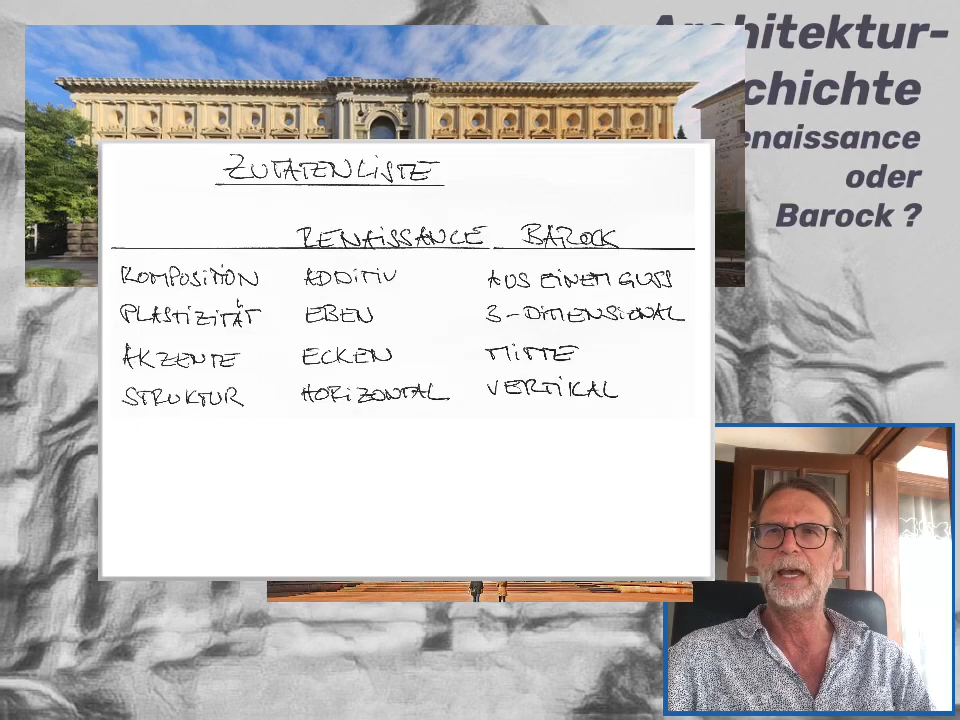 Architektur-
schichte
enaissance
oder
Barock ?
ZUTATENLISTE
RENAISSANCE BAROCK
KOMPOSITION ADDITIV AUS EINEM GUSS
PLASTIZITÄT EBEN 3-DIMENSIONAL
AKZENTE ECKEN MITTE
STRUKTUR HORIZONTAL VERTIKAL